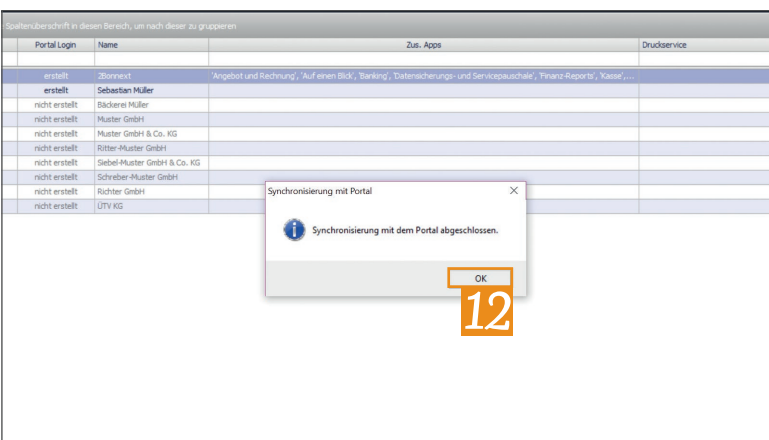 Spaltenüberschrift in diesen Bereich, um nach dieser zu gruppieren
Portal Login Name Zus. Apps Druckservice
erstellt 2Bonnext 'Angebot und Rechnung', 'Auf einen Blick', 'Banking', 'Datensicherungs- und Servicepauschale', 'Finanz-Reports', 'Kasse',...
erstellt Sebastian Müller
nicht erstellt Bäckerei Müller
nicht erstellt Muster GmbH
nicht erstellt Muster GmbH & Co. KG
nicht erstellt Ritter-Muster GmbH
nicht erstellt Siebel-Muster GmbH & Co. KG
nicht erstellt Schreber-Muster GmbH
nicht erstellt Richter GmbH
nicht erstellt ÜTV KG
Synchronisierung mit Portal
Synchronisierung mit dem Portal abgeschlossen.
OK
12